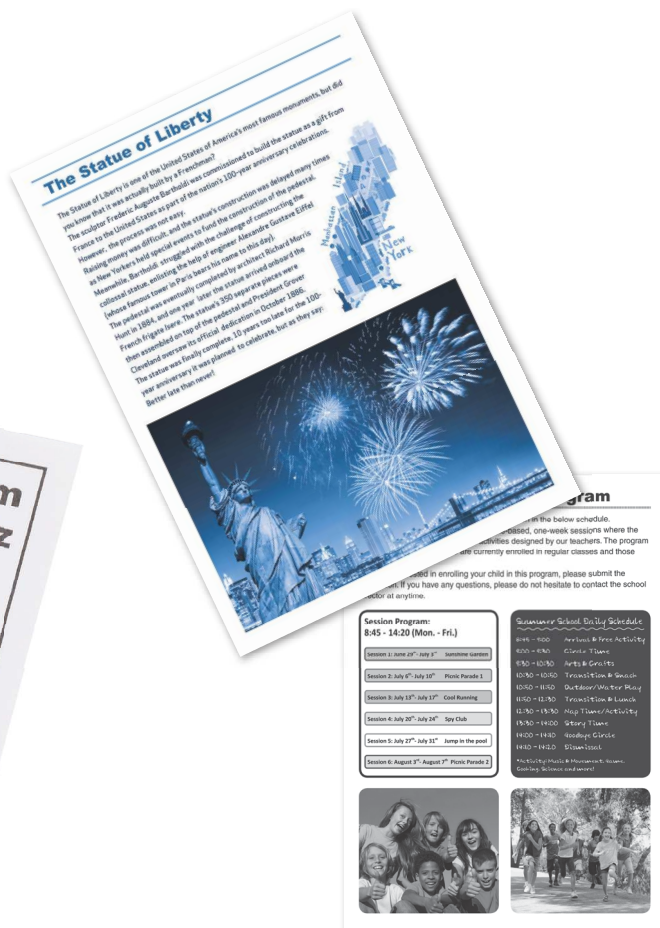 The Statue of Liberty
The Statue of Liberty is one of the United States of America's most famous monuments, but did
you know that it was actually built by a Frenchman?
The sculptor Frederic Auguste Bartholdi was commissioned to build the statue as a gift from
France to the United States as part of the nation's 100-year anniversary celebrations.
However, the process was not easy.
Raising money was difficult, and the statue's construction was delayed many times
as New Yorkers held special events to fund the construction of the pedestal.
Meanwhile, Bartholdi struggled with the challenge of constructing the
colossal statue, enlisting the help of engineer Alexandre Gusteve Eiffel
(whose famous tower in Paris bears his name to this day).
The pedestal was eventually completed by architect Richard Morris
Hunt in 1884, and one year later the statue arrived onboard the
French frigate Isere. The statue's 350 separate pieces were
then assembled on top of the pedestal and President Grover
Cleveland oversaw its official dedication in October 1886.
The statue was finally complete, 10 years too late for the 100-
year anniversary it was planned to celebrate, but as they say:
Better late than never!
Manhattan Island
New
York
m
z
gram
n in the below schedule.
-based, one-week sessions where the
activities designed by our teachers. The program
are currently enrolled in regular classes and those
sted in enrolling your child in this program, please submit the
n. If you have any questions, please do not hesitate to contact the school
ector at anytime.
Session Program:
8:45 - 14:20 (Mon. - Fri.)
Session 1: June 29th- July 3rd Sunshine Garden
Session 2: July 6th- July 10th Picnic Parade 1
Session 3: July 13th- July 17th Cool Running
Session 4: July 20th- July 24th Spy Club
Session 5: July 27th- July 31st Jump in the pool
Session 6: August 3rd- August 7th Picnic Parade 2
Summer School Daily Schedule
8:45 - 9:00 Arrival & Free Activity
9:00 - 9:30 Circle Time
9:30 - 10:30 Arts & Crafts
10:30 - 10:50 Transition & Snack
10:50 - 11:50 Outdoor/Water Play
11:50 - 12:30 Transition & Lunch
12:30 - 13:30 Nap Time/Activity
13:30 - 14:00 Story Time
14:00 - 14:10 Goodbye Circle
14:10 - 14:20 Dismissal
*Activity: Music & Movement, Game,
Cooking, Science and more!